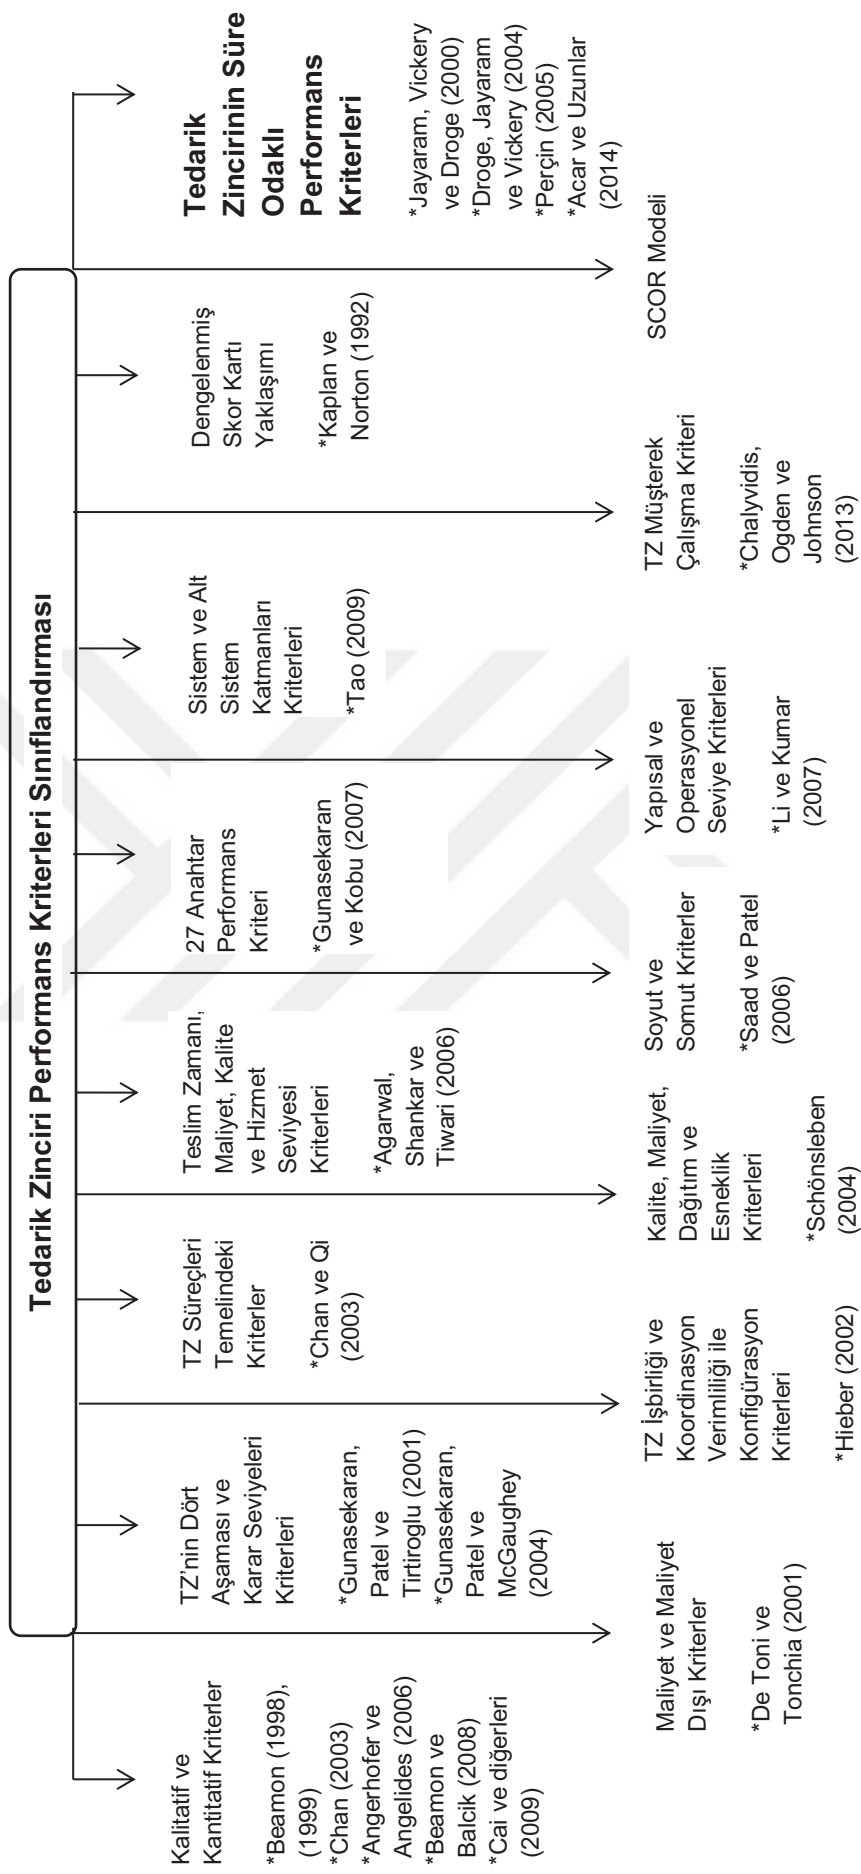 Tedarik Zinciri Performans Kriterleri Sınıflandırması
Kalitatif ve
Kantitatif Kriterler
*Beamon (1998),
(1999)
*Chan (2003)
*Angerhofer ve
Angelides (2006)
*Beamon ve
Balcik (2008)
*Cai ve diğerleri
(2009)
TZ’nin Dört
Aşaması ve
Karar Seviyeleri
Kriterleri
*Gunasekaran,
Patel ve
Tirtiroglu (2001)
*Gunasekaran,
Patel ve
McGaughey
(2004)
TZ Süreçleri
Temelindeki
Kriterler
*Chan ve Qi
(2003)
Teslim Zamanı,
Maliyet, Kalite
ve Hizmet
Seviyesi
Kriterleri
*Agarwal,
Shankar ve
Tiwari (2006)
27 Anahtar
Performans
Kriteri
*Gunasekaran
ve Kobu (2007)
Sistem ve Alt
Sistem
Katmanları
Kriterleri
*Tao (2009)
Dengelenmiş
Skor Kartı
Yaklaşımı
*Kaplan ve
Norton (1992)
Tedarik
Zincirinin Süre
Odaklı
Performans
Kriterleri
*Jayaram, Vickery
ve Droge (2000)
*Droge, Jayaram
ve Vickery (2004)
*Perçin (2005)
*Acar ve Uzunlar
(2014)
Maliyet ve Maliyet
Dışı Kriterler
*De Toni ve
Tonchia (2001)
TZ İşbirliği ve
Koordinasyon
Verimliliği ile
Konfigürasyon
Kriterleri
*Hieber (2002)
Kalite, Maliyet,
Dağıtım ve
Esneklik
Kriterleri
*Schönsleben
(2004)
Soyut ve
Somut Kriterler
*Saad ve Patel
(2006)
Yapısal ve
Operasyonel
Seviye Kriterleri
*Li ve Kumar
(2007)
TZ Müşterek
Çalışma Kriteri
*Chalyvidis,
Ogden ve
Johnson
(2013)
SCOR Modeli